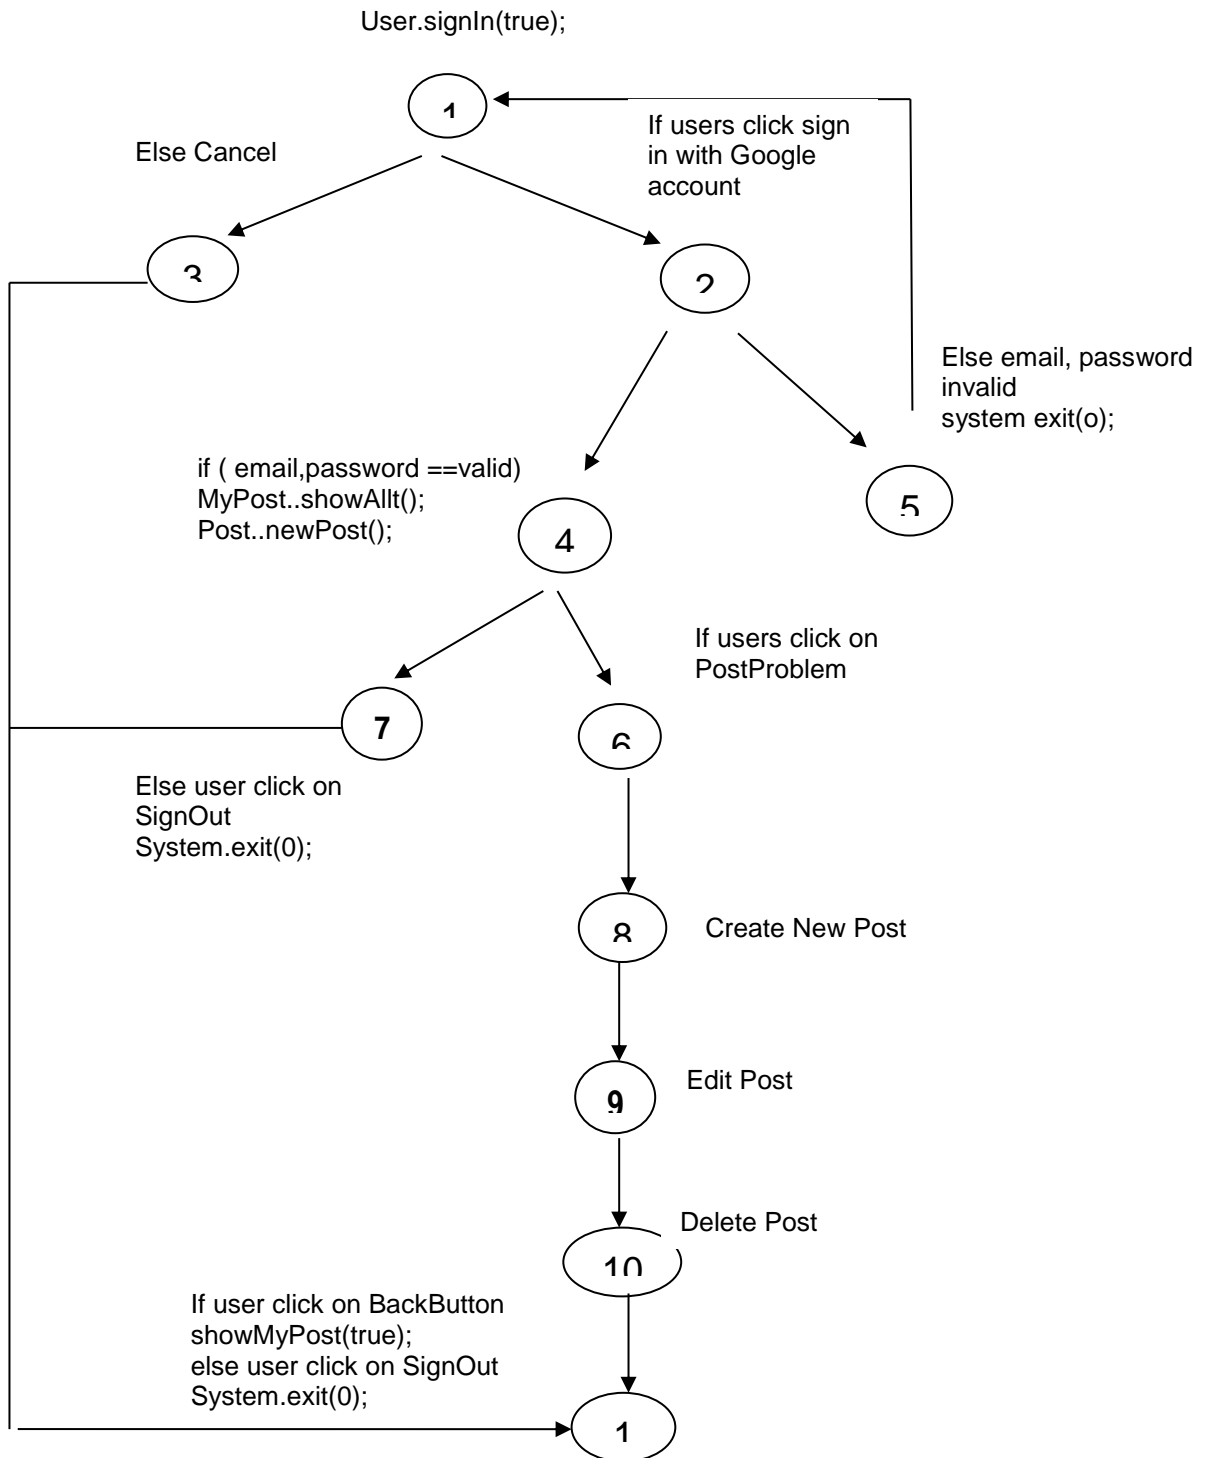 User.signIn(true);
1
If users click sign
in with Google
account
Else Cancel
3
2
Else email, password
invalid
system exit(o);
if ( email,password ==valid)
MyPost..showAllt();
Post..newPost();
4
5
If users click on
PostProblem
7
6
Else user click on
SignOut
System.exit(0);
8
Create New Post
9
Edit Post
Delete Post
10
If user click on BackButton
showMyPost(true);
else user click on SignOut
System.exit(0);
1